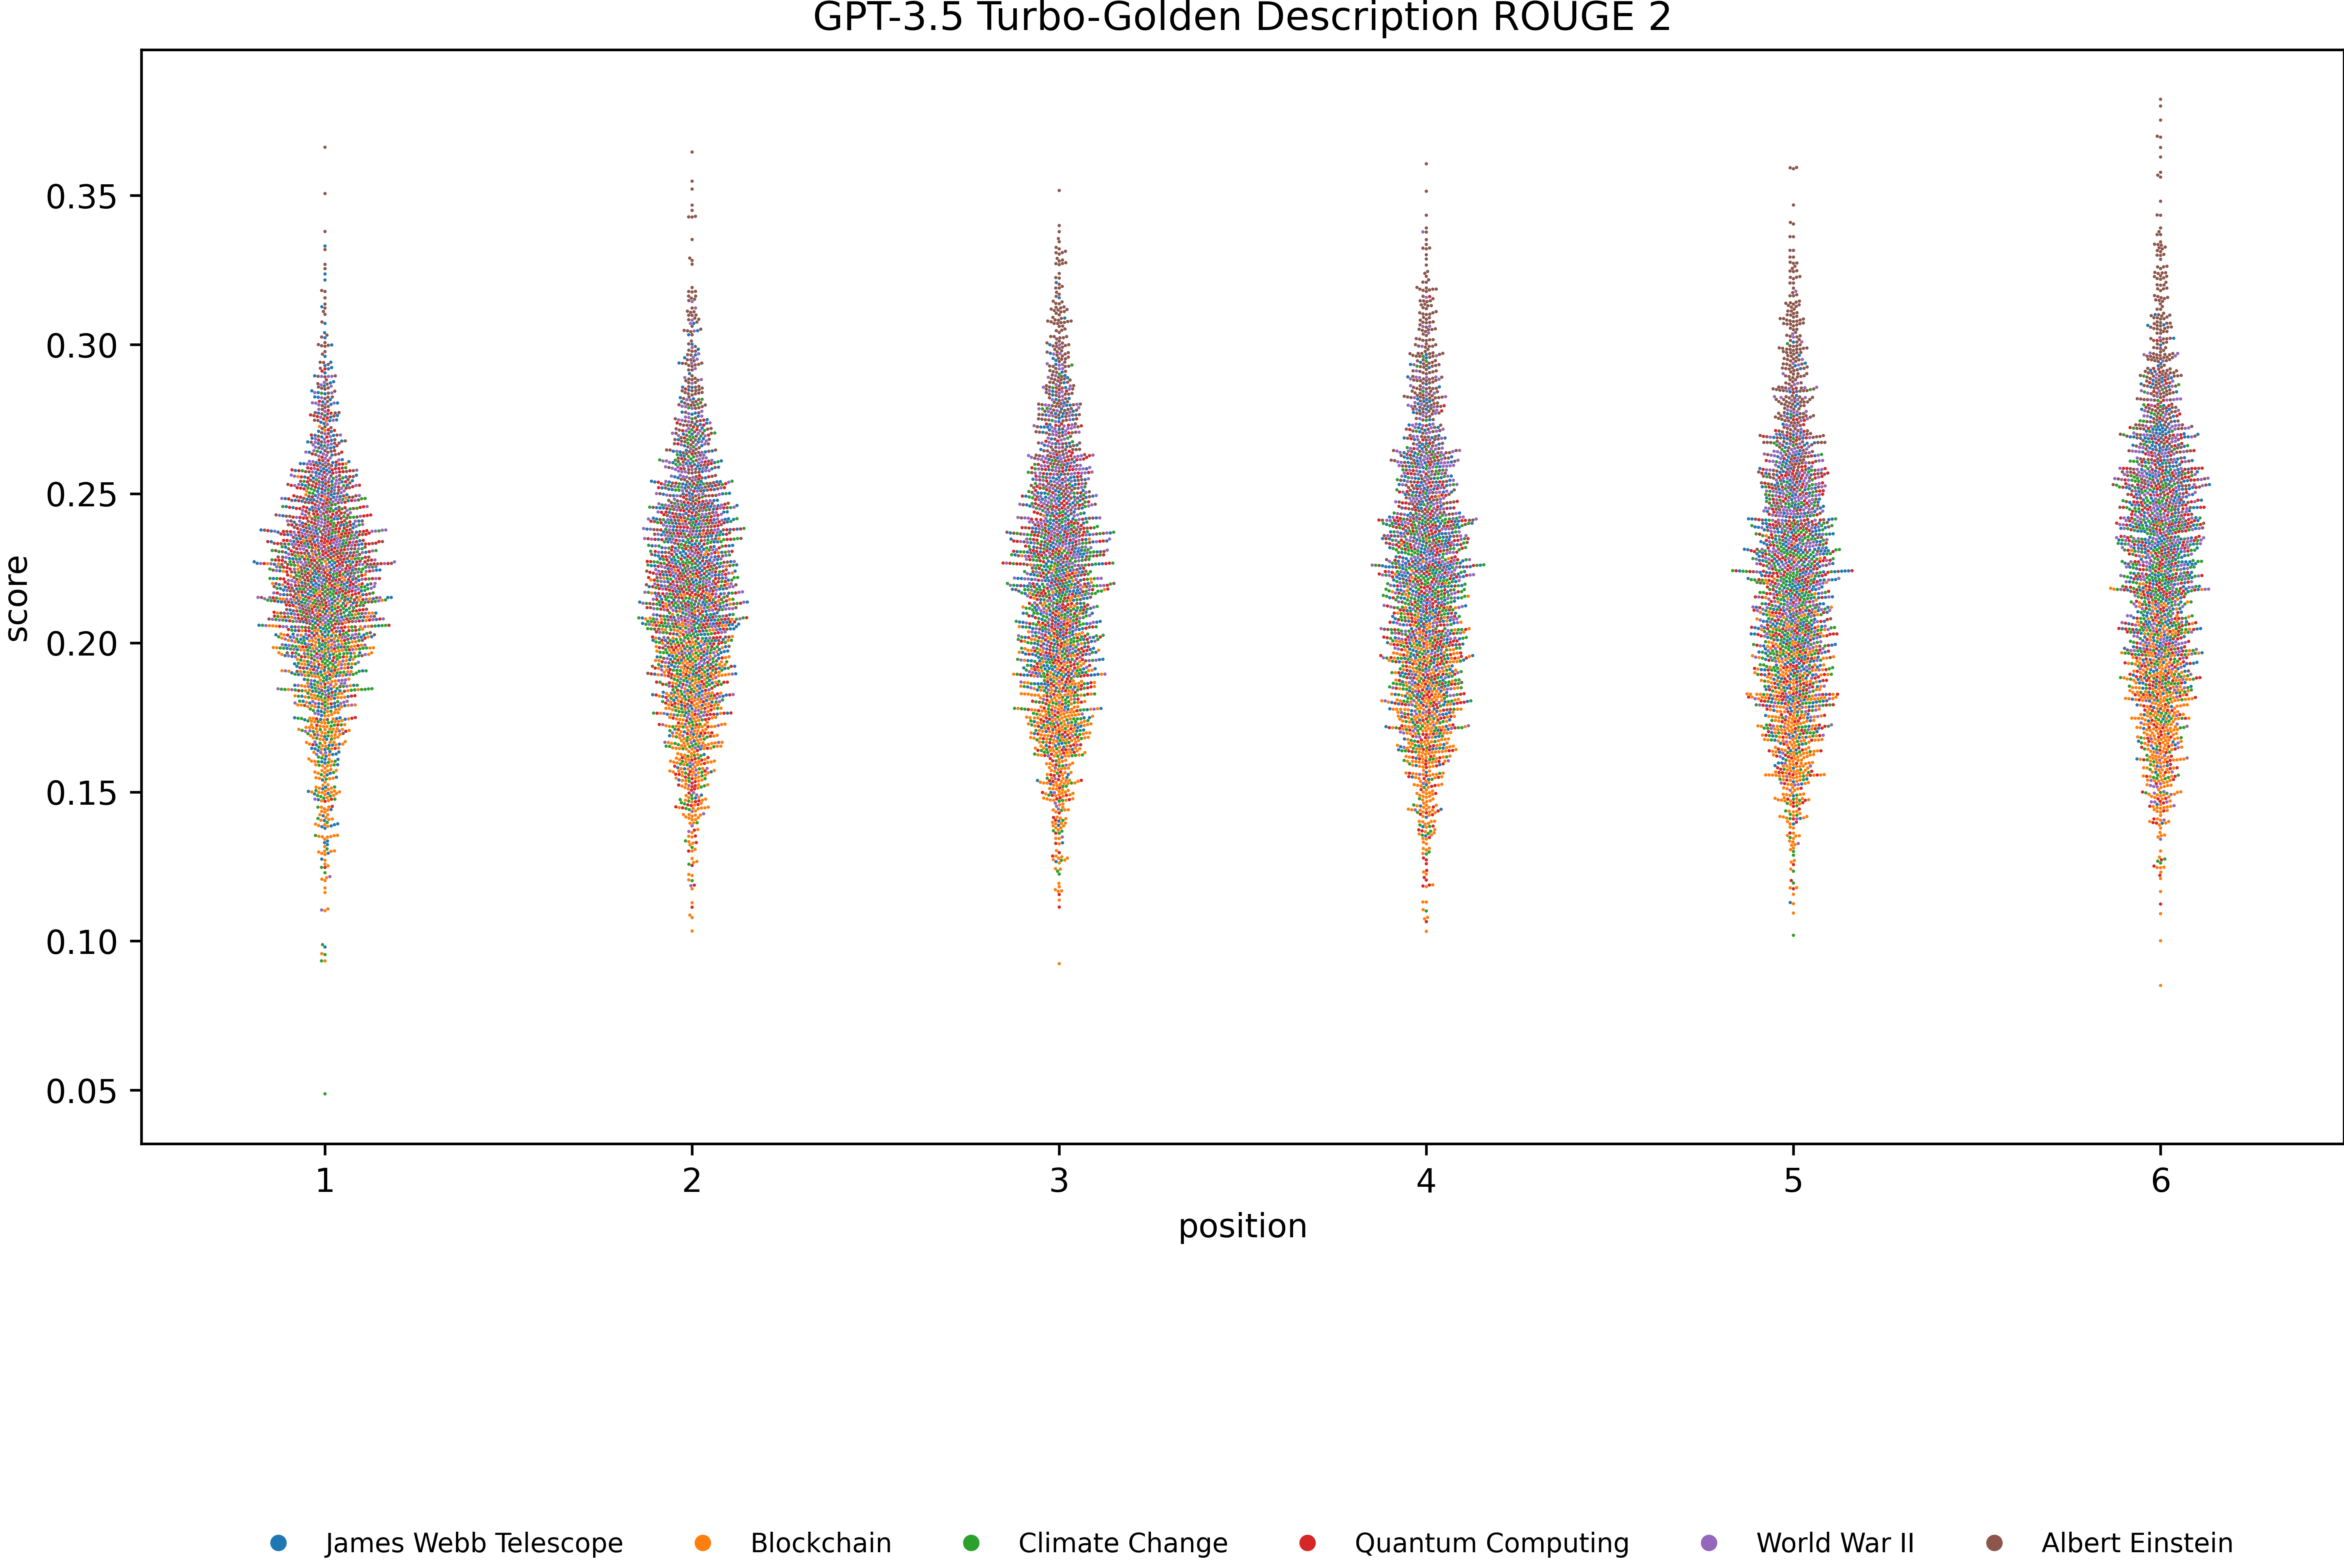 GPT-3.5 Turbo-Golden Description ROUGE 2
score
0.35
0.30
0.25
0.20
0.15
0.10
0.05
1 2 3 4 5 6
position
James Webb Telescope Blockchain Climate Change Quantum Computing World War II Albert Einstein